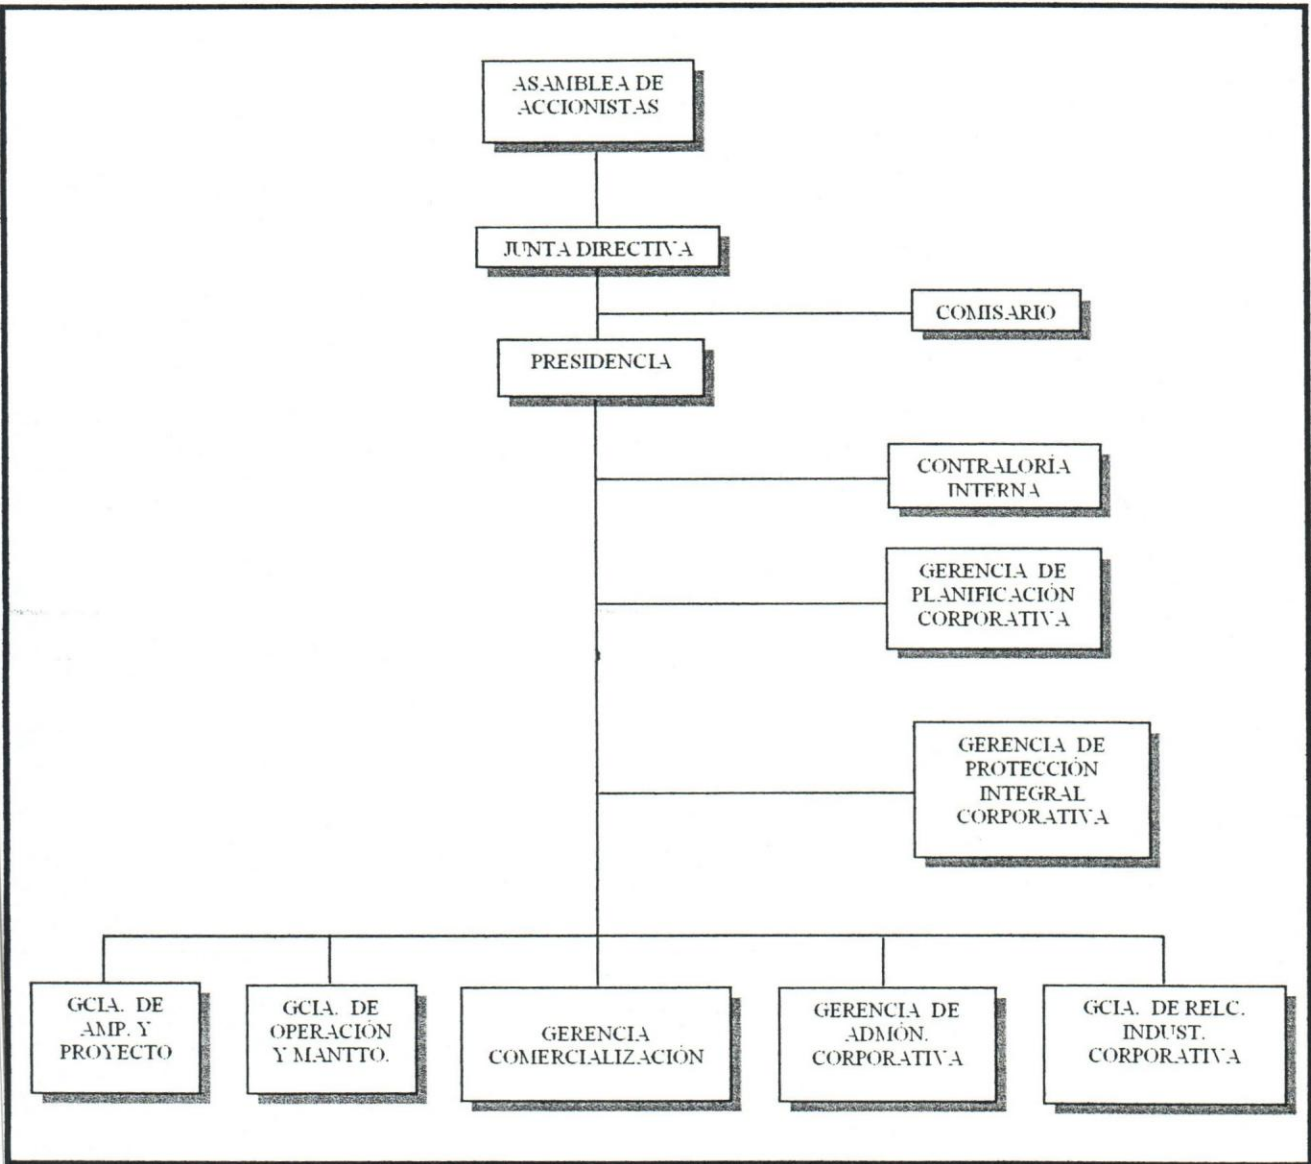 ASAMBLEA DE
ACCIONISTAS
JUNTA DIRECTIVA
COMISARIO
PRESIDENCIA
CONTRALORÍA
INTERNA
GERENCIA DE
PLANIFICACIÓN
CORPORATIVA
GERENCIA DE
PROTECCIÓN
INTEGRAL
CORPORATIVA
GCIA. DE
AMP. Y
PROYECTO
GCIA. DE
OPERACIÓN
Y MANTTO.
GERENCIA
COMERCIALIZACIÓN
GERENCIA DE
ADMÓN.
CORPORATIVA
GCIA. DE RELC.
INDUST.
CORPORATIVA